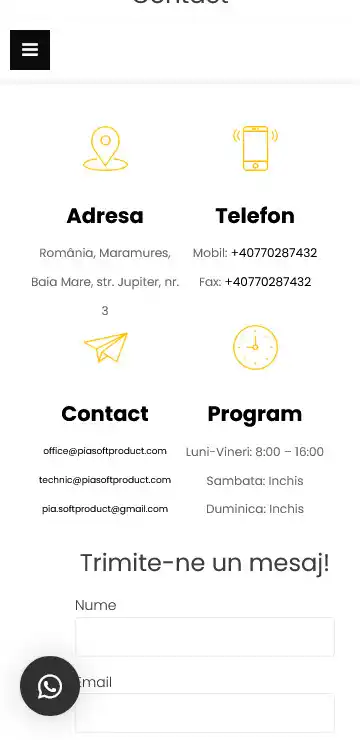 Contact
Adresa
România, Maramures,
Baia Mare, str. Jupiter, nr.
3
Telefon
Mobil: +40770287432
Fax: +40770287432
Contact
office@piasoftproduct.com
technic@piasoftproduct.com
pia.softproduct@gmail.com
Program
Luni-Vineri: 8:00 – 16:00
Sambata: Inchis
Duminica: Inchis
Trimite-ne un mesaj!
Nume
Email